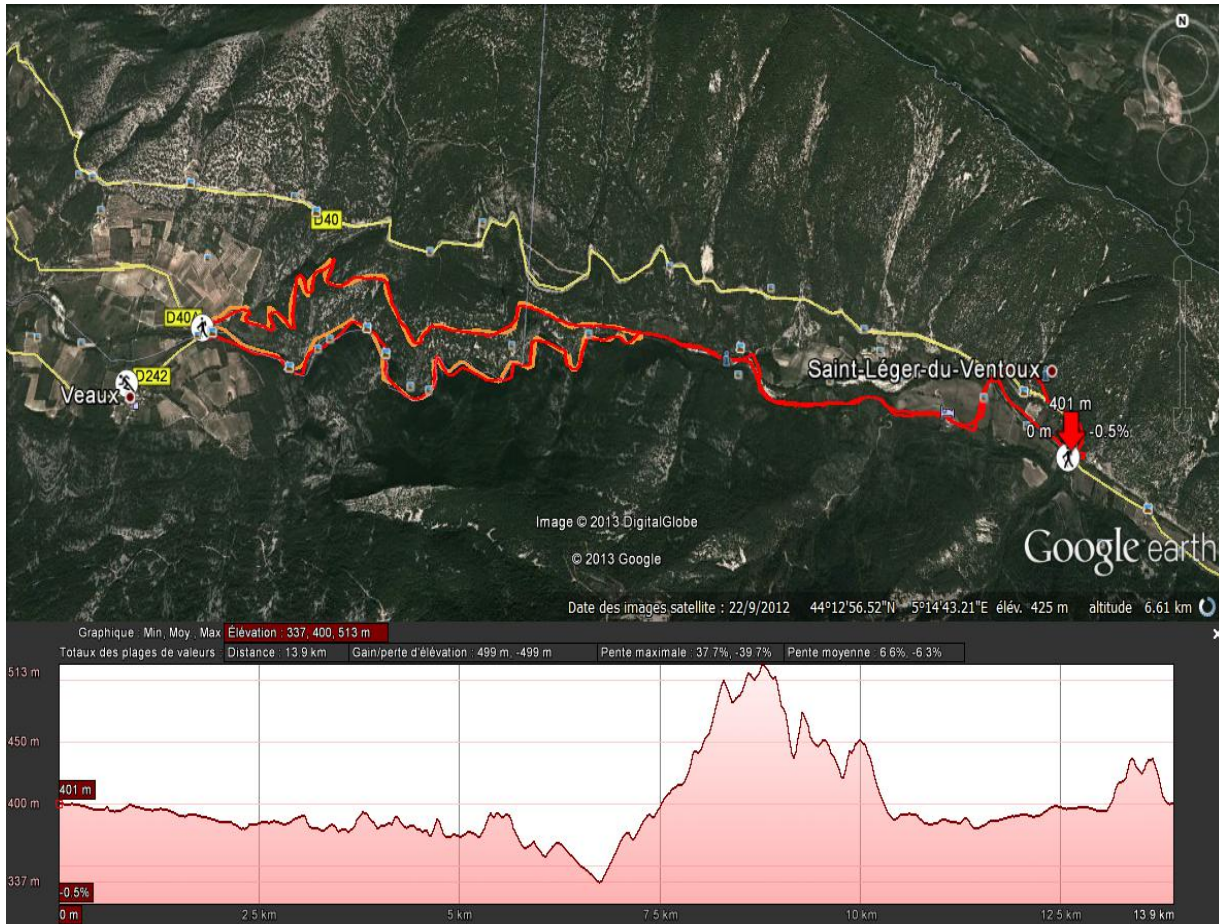 N
D40
D40A
D242
Veaux
Saint-Léger-du-Ventoux
401 m
0 m
-0.5%
Image © 2013 DigitalGlobe
© 2013 Google
Google earth
Date des images satellite : 22/9/2012 44°12'56.52"N 5°14'43.21"E élév. 425 m altitude 6.61 km
Graphique : Min, Moy , Max Élévation : 337, 400, 513 m
Totaux des plages de valeurs Distance : 13.9 km Gain/perte d'élévation : 499 m, -499 m Pente maximale : 37.7%, -39.7% Pente moyenne : 6.6%, -6.3%
513 m
450 m
401 m
400 m
337 m
-0.5%
0 m 2.5 km 5 km 7.5 km 10 km 12.5 km 13.9 km